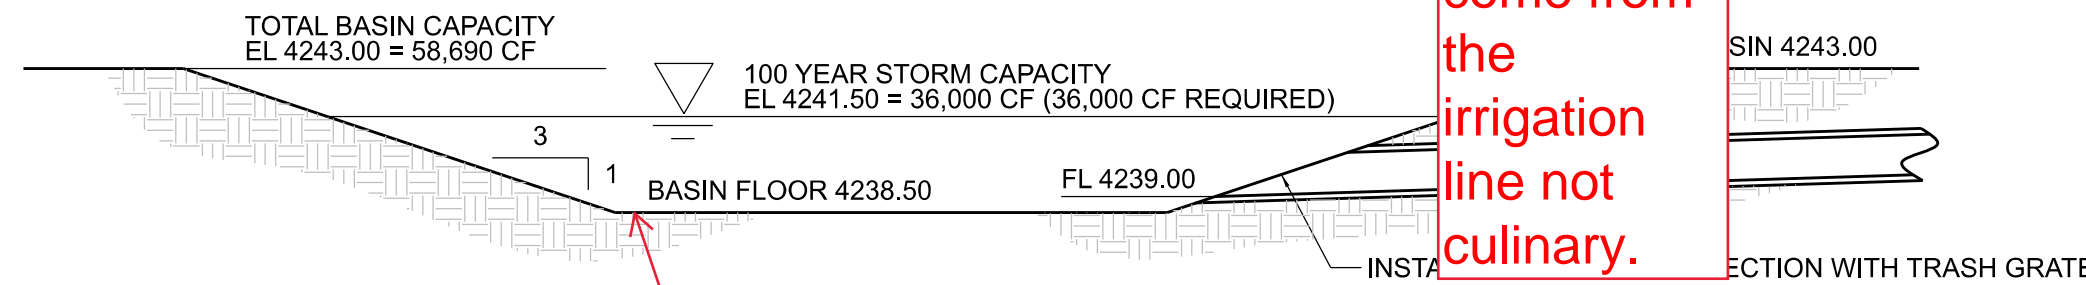 TOTAL BASIN CAPACITY
EL 4243.00 = 58,690 CF
100 YEAR STORM CAPACITY
EL 4241.50 = 36,000 CF (36,000 CF REQUIRED)
3
1
BASIN FLOOR 4238.50
FL 4239.00
come from
the
irrigation
line not
culinary.
SIN 4243.00
INSTA
ECTION WITH TRASH GRATE